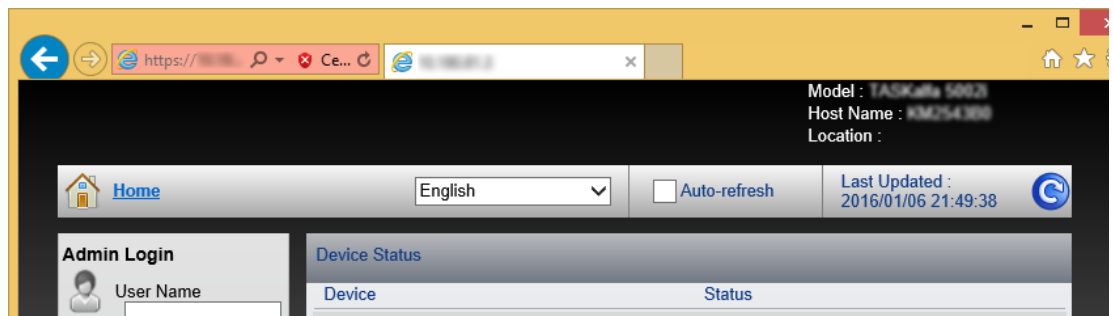 https://
Ce...
Model :
Host Name :
Location :
Home
English
Auto-refresh
Last Updated :
2016/01/06 21:49:38
Admin Login
User Name
Device Status
Device Status